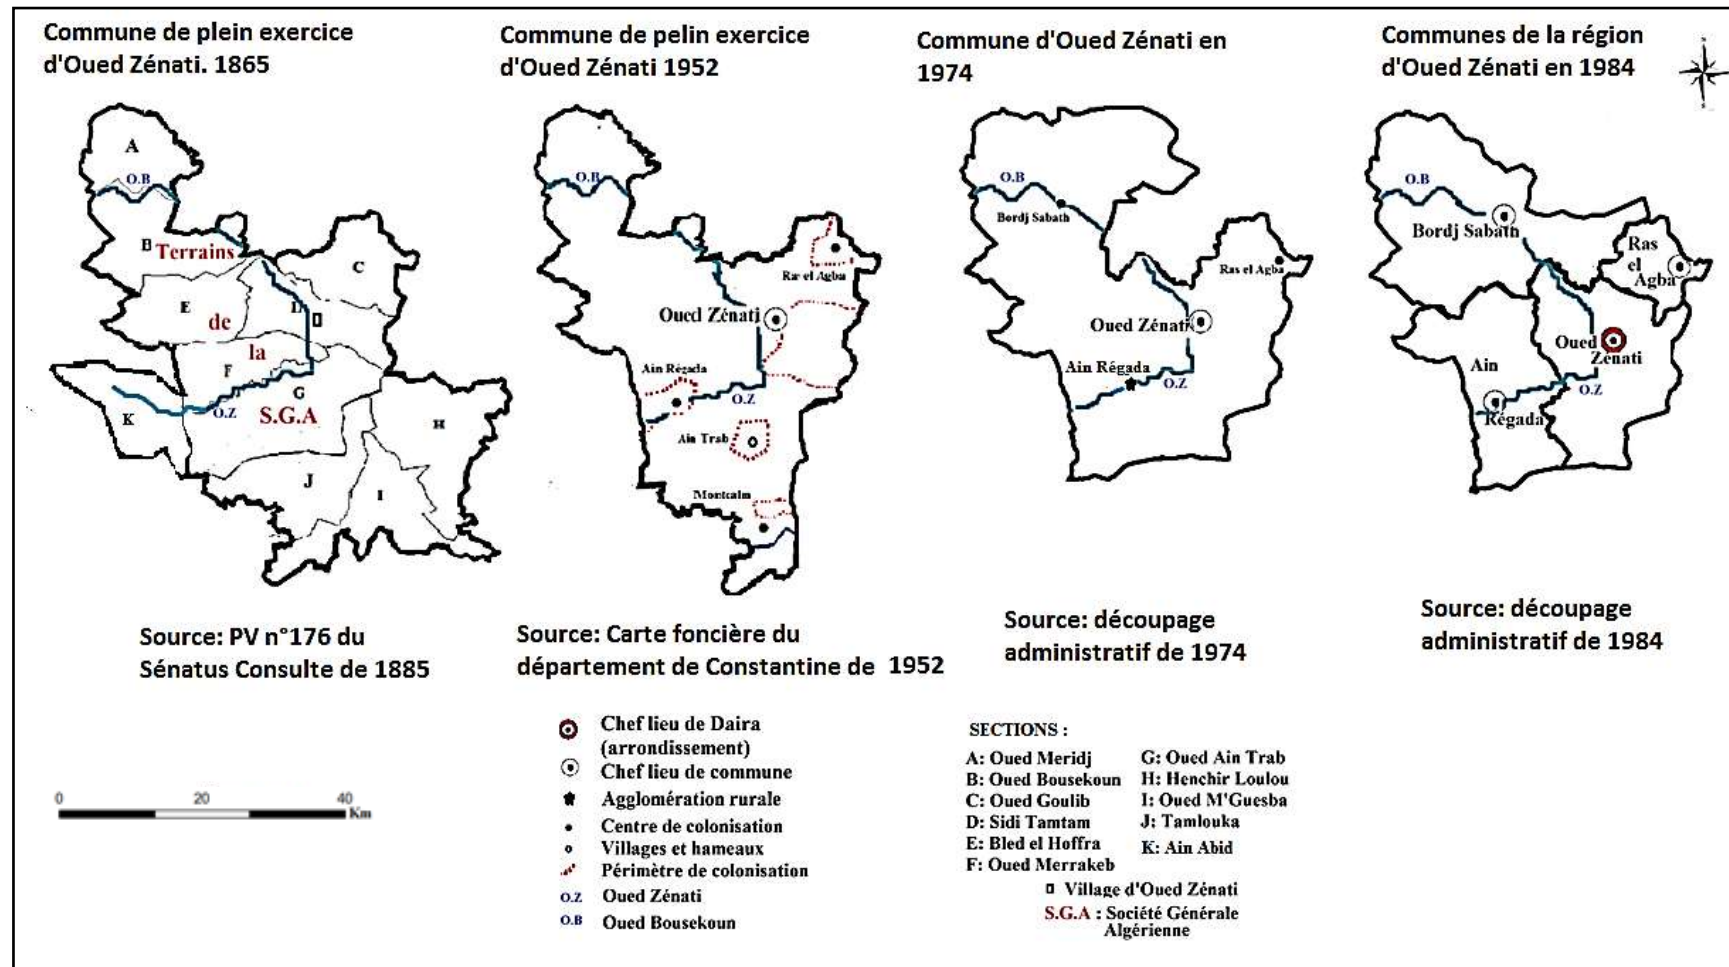 Commune de plein exercice
d'Oued Zénati. 1865
Commune de pelin exercice
d'Oued Zénati 1952
Commune d'Oued Zénati en
1974
Communes de la région
d'Oued Zénati en 1984
A
O.B
B
Terrains
C
E
de
la
F
G
O.Z
S.G.A
K
H
J
I
O.B
Ras el Agba
Oued Zénati
Ain Régada
O.Z
Ain Trab
Montcalm
O.B
Bordj Sabath
Ras el Agba
Oued Zénati
Ain Régada
O.Z
O.B
Bordj Sabath
Ras
el
Agba
Oued
Zénati
Ain
O.Z
Régada
Source: PV n°176 du
Sénatus Consulte de 1885
Source: Carte foncière du
département de Constantine de 1952
Source: découpage
administratif de 1974
Source: découpage
administratif de 1984
0 20 40
Km
Chef lieu de Daira
(arrondissement)
Chef lieu de commune
Agglomération rurale
Centre de colonisation
Villages et hameaux
Périmètre de colonisation
O.Z Oued Zénati
O.B Oued Bousekoun
SECTIONS :
A: Oued Meridj
B: Oued Bousekoun
C: Oued Goulib
D: Sidi Tamtam
E: Bled el Hoffra
F: Oued Merrakeb
G: Oued Ain Trab
H: Henchir Loulou
I: Oued M'Guesba
J: Tamlouka
K: Ain Abid
Village d'Oued Zénati
S.G.A : Société Générale
Algérienne